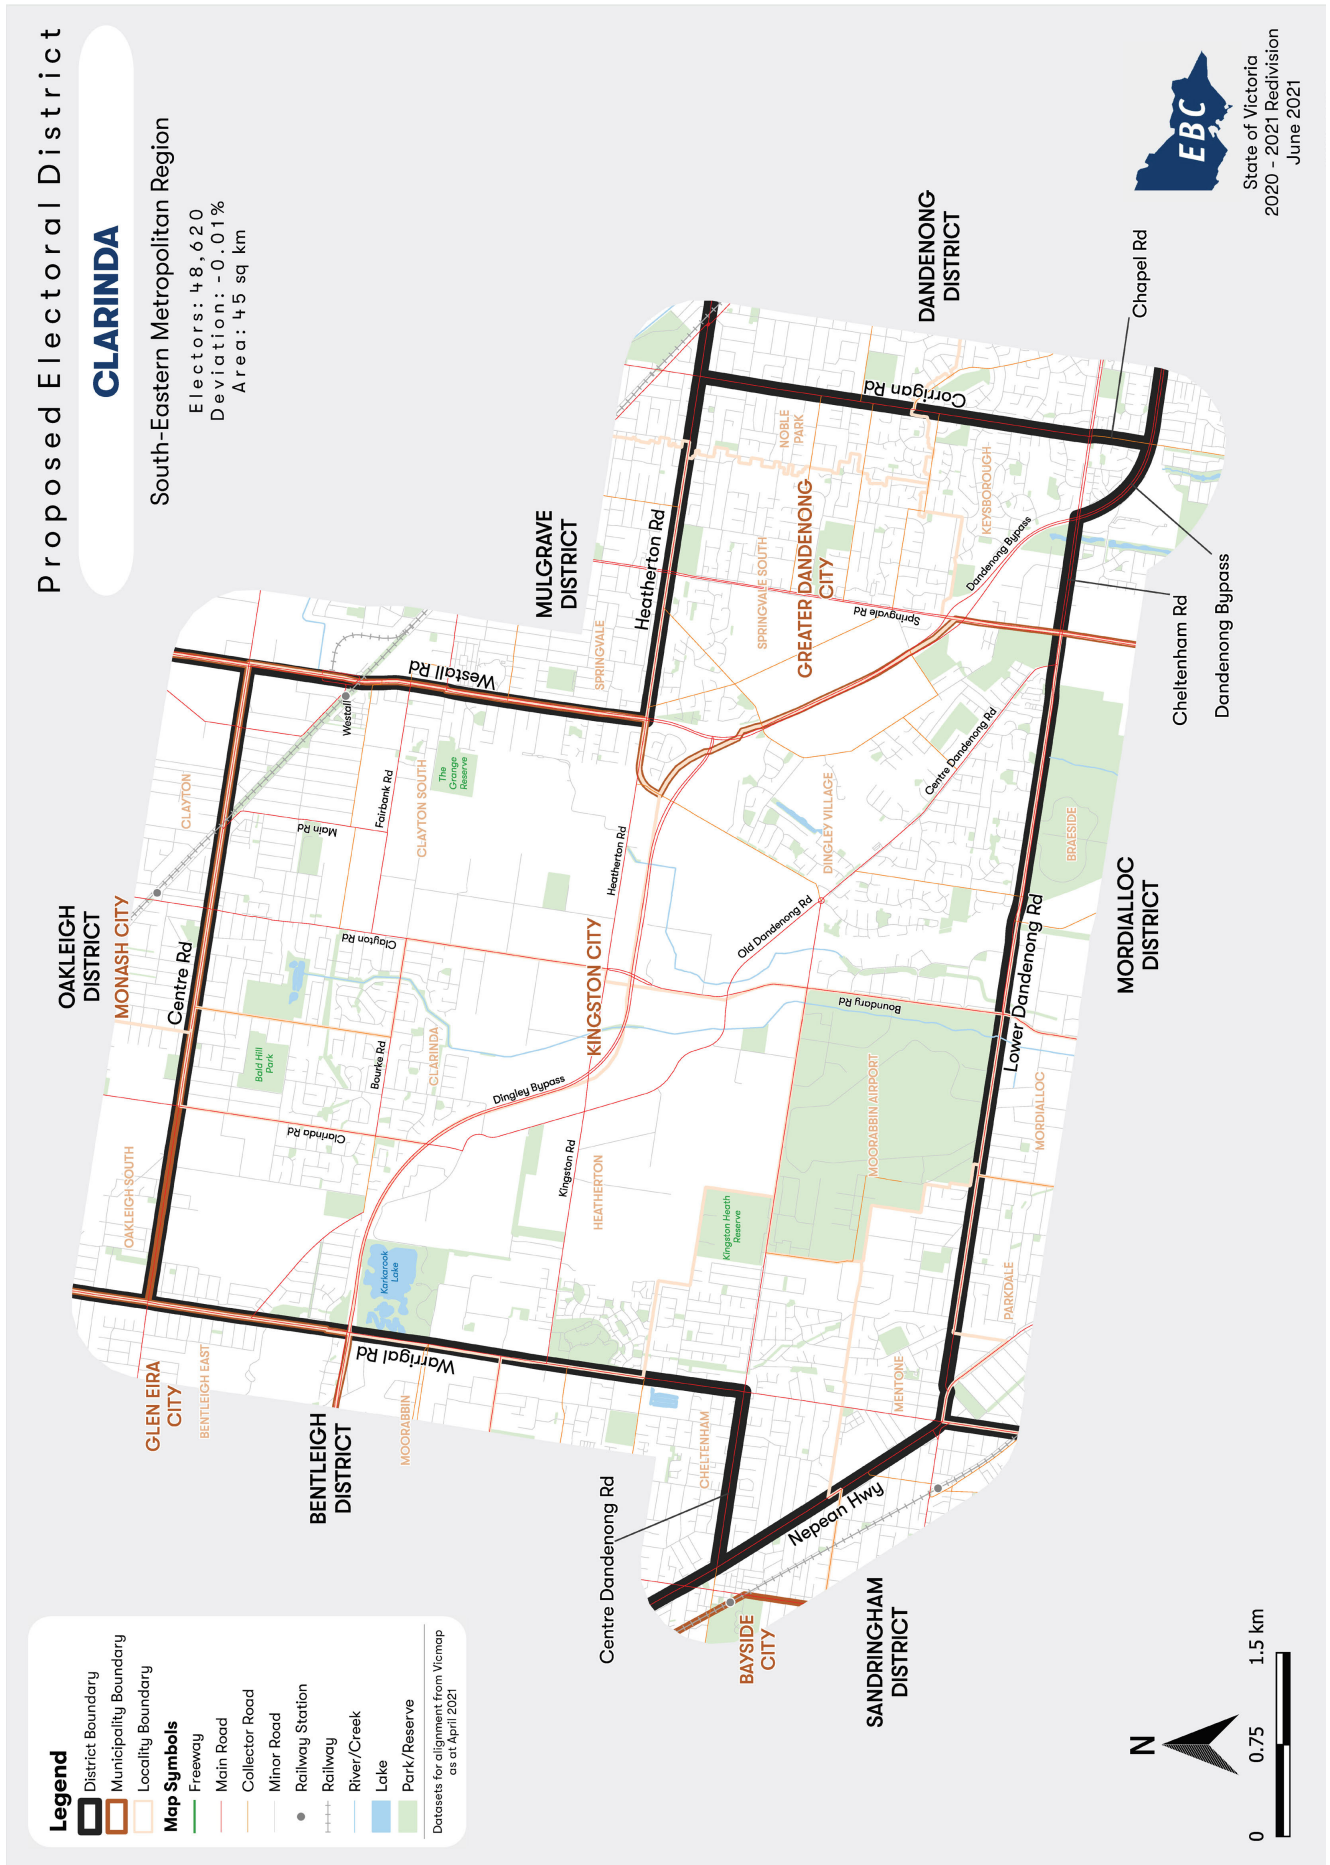 Proposed Electoral District
CLARINDA
South-Eastern Metropolitan Region
Electors: 48,620
Deviation: -0.01%
Area: 45 sq km
OAKLEIGH
DISTRICT
MONASH CITY
Centre Rd
CLAYTON
OAKLEIGH SOUTH
GLEN EIRA
CITY
BENTLEIGH EAST
BENTLEIGH
DISTRICT
MOORABBIN
Warrigal Rd
Karkarook
Lake
Bald Hill
Park
Clarinda Rd
Bourke Rd
CLARINDA
Clayton Rd
Main Rd
Fairbank Rd
CLAYTON SOUTH
The
Grange
Reserve
Westall
Westall Rd
MULGRAVE
DISTRICT
SPRINGVALE
Heatherton Rd
Heatherton Rd
KINGSTON CITY
Dingley Bypass
Kingston Rd
HEATHERTON
Kingston Heath
Reserve
CHELTENHAM
Centre Dandenong Rd
Old Dandenong Rd
DINGLEY VILLAGE
Centre Dandenong Rd
SPRINGVALE SOUTH
GREATER DANDENONG
CITY
NOBLE
PARK
Corrigan Rd
DANDENONG
DISTRICT
KEYSBOROUGH
Dandenong Bypass
Springvale Rd
Chapel Rd
Cheltenham Rd
Dandenong Bypass
BRAESIDE
Lower Dandenong Rd
MORDIALLOC
DISTRICT
Boundary Rd
MOORABBIN AIRPORT
MORDIALLOC
PARKDALE
MENTONE
Nepean Hwy
BAYSIDE
CITY
SANDRINGHAM
DISTRICT
EBC
State of Victoria
2020 - 2021 Redivision
June 2021
Legend
District Boundary
Municipality Boundary
Locality Boundary
Map Symbols
Freeway
Main Road
Collector Road
Minor Road
Railway Station
Railway
River/Creek
Lake
Park/Reserve
Datasets for alignment from Vicmap
as at April 2021
N
0 0.75 1.5 km